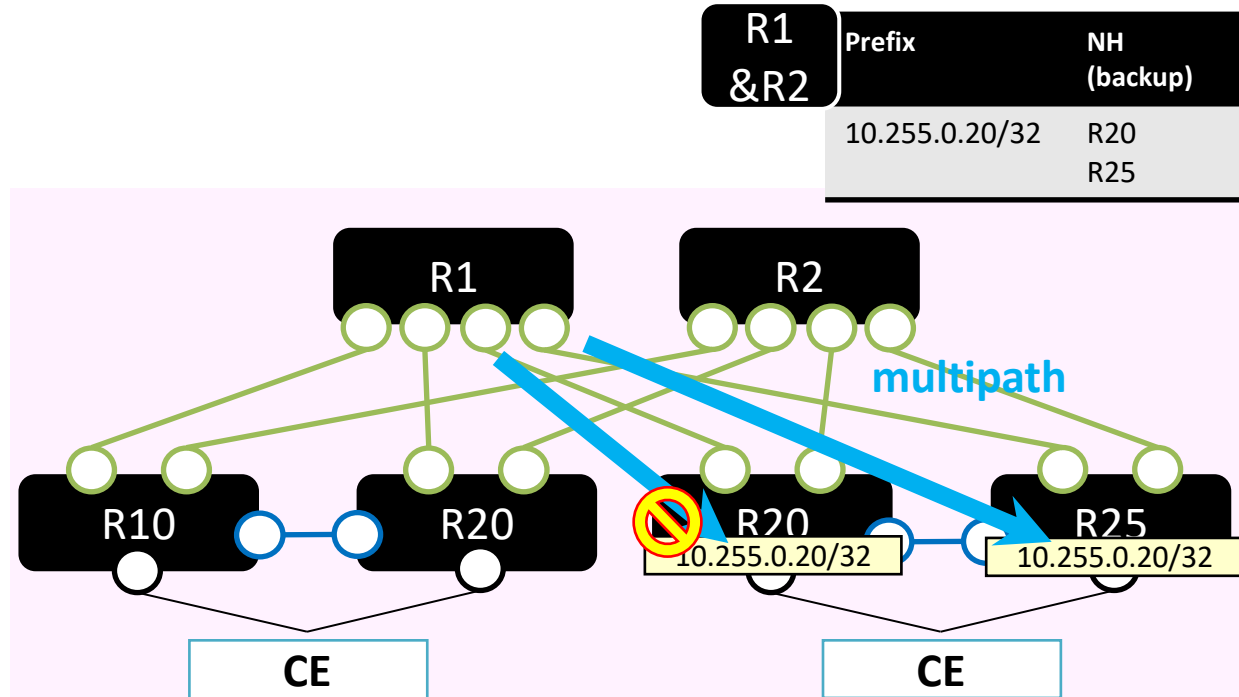 R1
&R2
Prefix
NH
(backup)
10.255.0.20/32
R20
R25
R1
R2
multipath
R10
R20
R20
R25
10.255.0.20/32
10.255.0.20/32
CE
CE